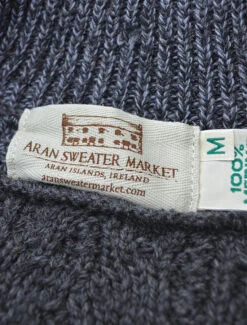 ARAN SWEATER MARKET
ARAN ISLANDS, IRELAND
aransweatermarket.com
M
100%